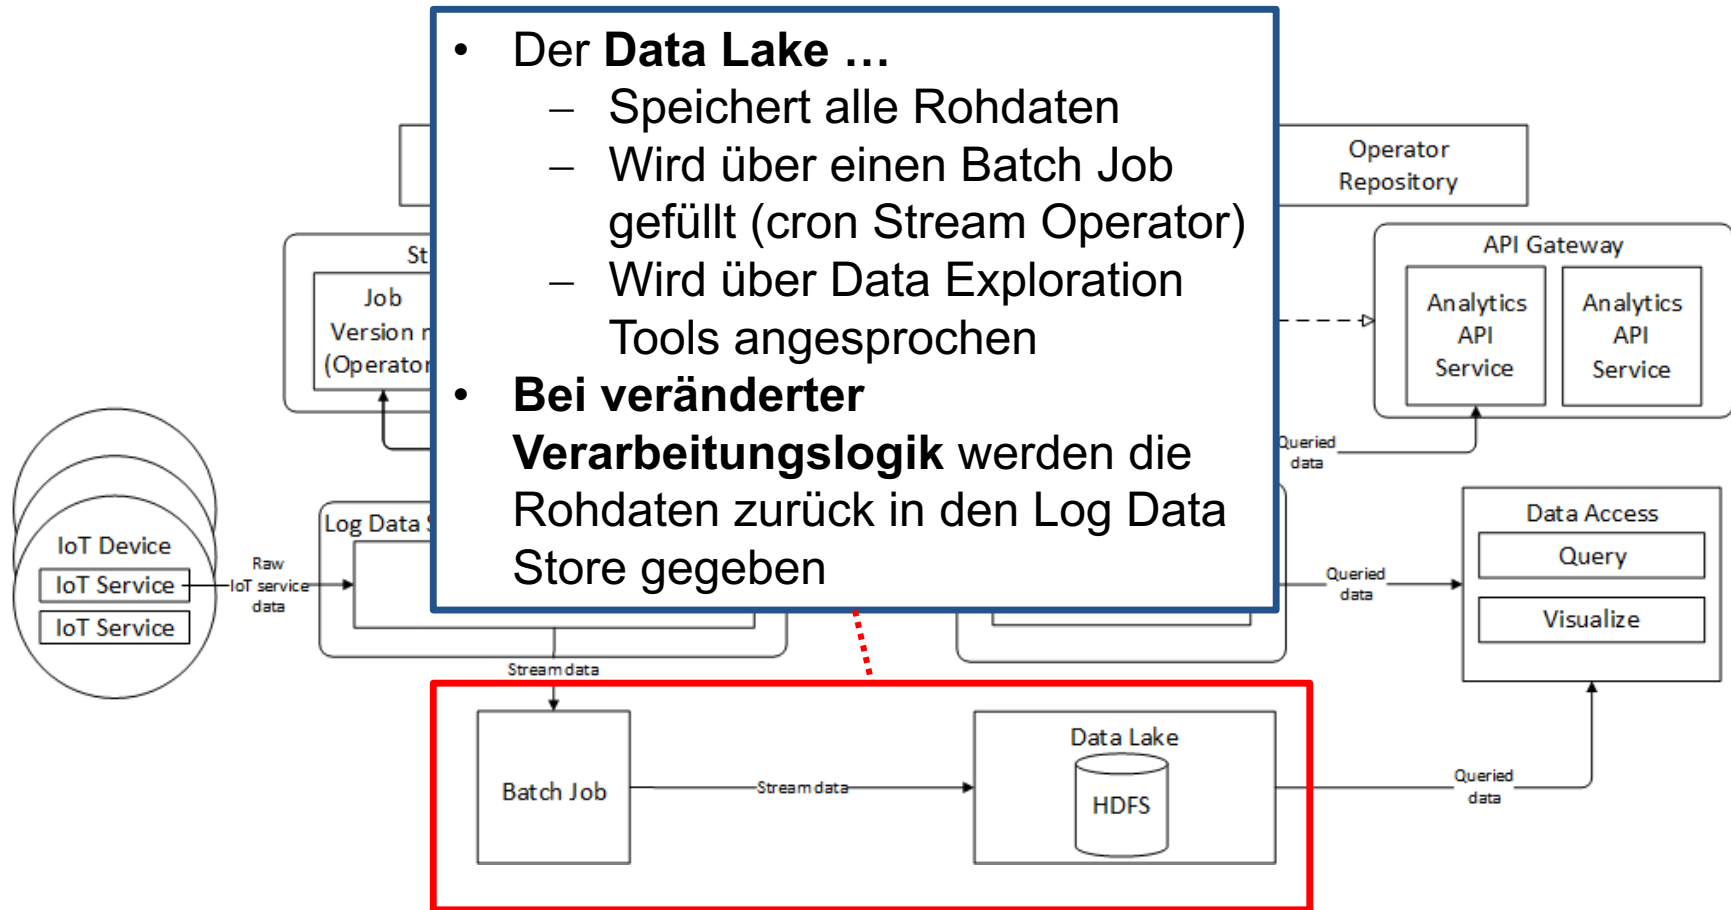 • Der Data Lake …
– Speichert alle Rohdaten
– Wird über einen Batch Job
gefüllt (cron Stream Operator)
– Wird über Data Exploration
Tools angesprochen
• Bei veränderter
Verarbeitungslogik werden die
Rohdaten zurück in den Log Data
Store gegeben
Operator
Repository
St
Job
Version n
(Operator
API Gateway
Analytics
API
Service
Analytics
API
Service
Queried
data
IoT Device
IoT Service
IoT Service
Raw
IoT service
data
Log Data S
Queried
data
Data Access
Query
Visualize
Stream data
Batch Job
Stream data
Data Lake
HDFS
Queried
data